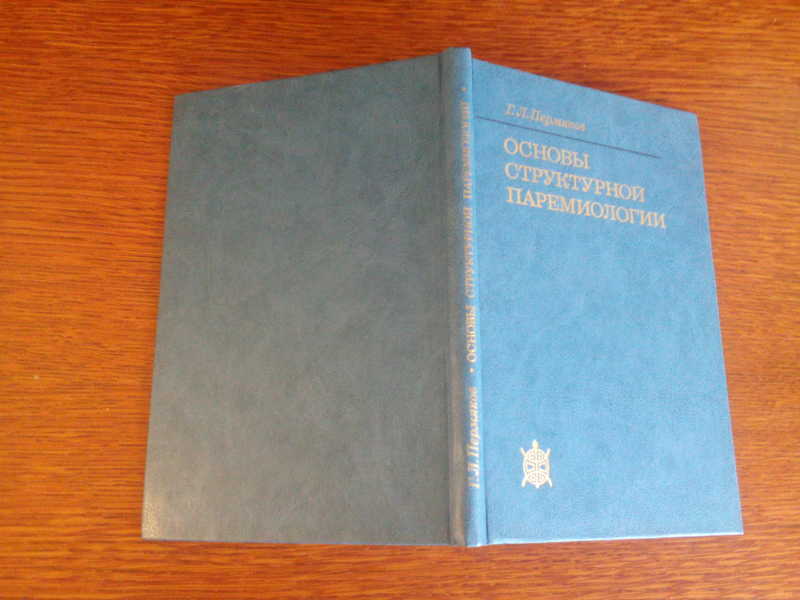 Г. Л. Пермяков
ОСНОВЫ
СТРУКТУРНОЙ
ПАРЕМИОЛОГИИ
Г. Л. Пермяков • ОСНОВЫ СТРУКТУРНОЙ ПАРЕМИОЛОГИИ •